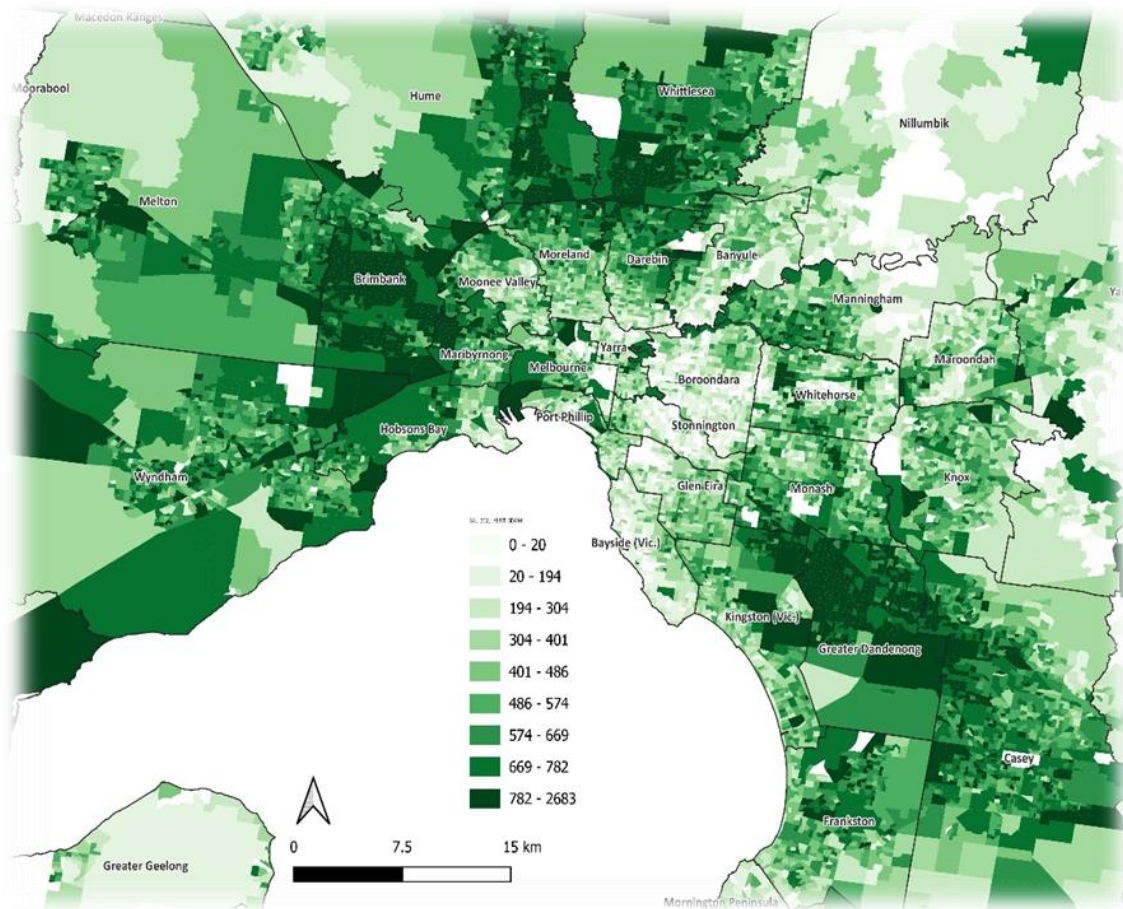 Macedon Ranges
Moorabool
Hume
Whittlesea
Nillumbik
Melton
Brimbank
Moonee Valley
Moreland
Darebin
Banyule
Manningham
Maribyrnong
Melbourne
Yarra
Boroondara
Whitehorse
Maroondah
Hobsons Bay
Port Phillip
Stonnington
Wyndham
Glen Eira
Monash
Knox
Bayside (Vic.)
Kingston (Vic.)
Greater Dandenong
Casey
Frankston
Greater Geelong
Mornington Peninsula
0 - 20
20 - 194
194 - 304
304 - 401
401 - 486
486 - 574
574 - 669
669 - 782
782 - 2683
0 7.5 15 km